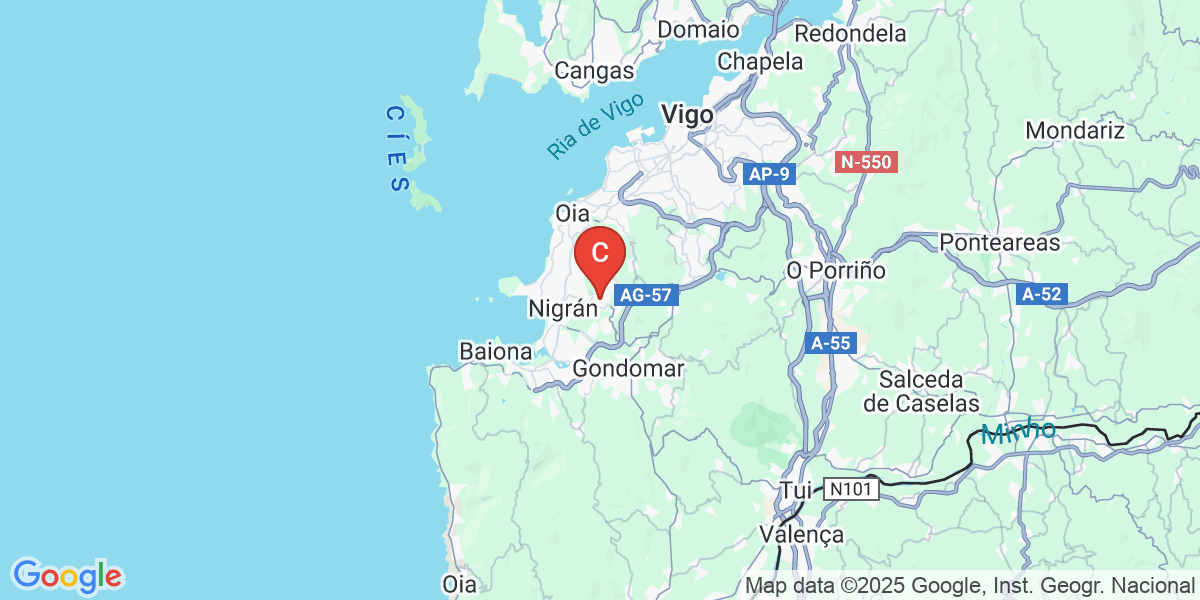 Domaio
Redondela
Chapela
Cangas
Ria de Vigo
Vigo
CíES
Mondariz
N-550
AP-9
Oia
Ponteareas
C
O Porriño
AG-57
A-52
Nigrán
A-55
Baiona
Gondomar
Salceda
de Caselas
Minho
Tui
N101
Valença
Oia
Google
Map data ©2025 Google, Inst. Geogr. Nacional